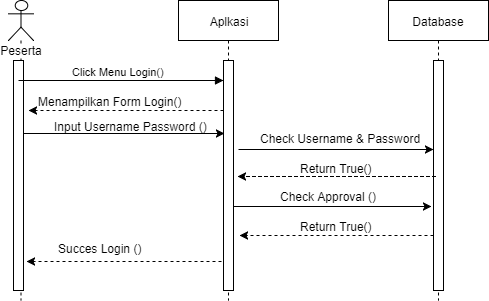 Aplkasi
Database
Peserta
Click Menu Login()
Menampilkan Form Login()
Input Username Password ()
Check Username & Password
Return True()
Check Approval ()
Return True()
Succes Login ()